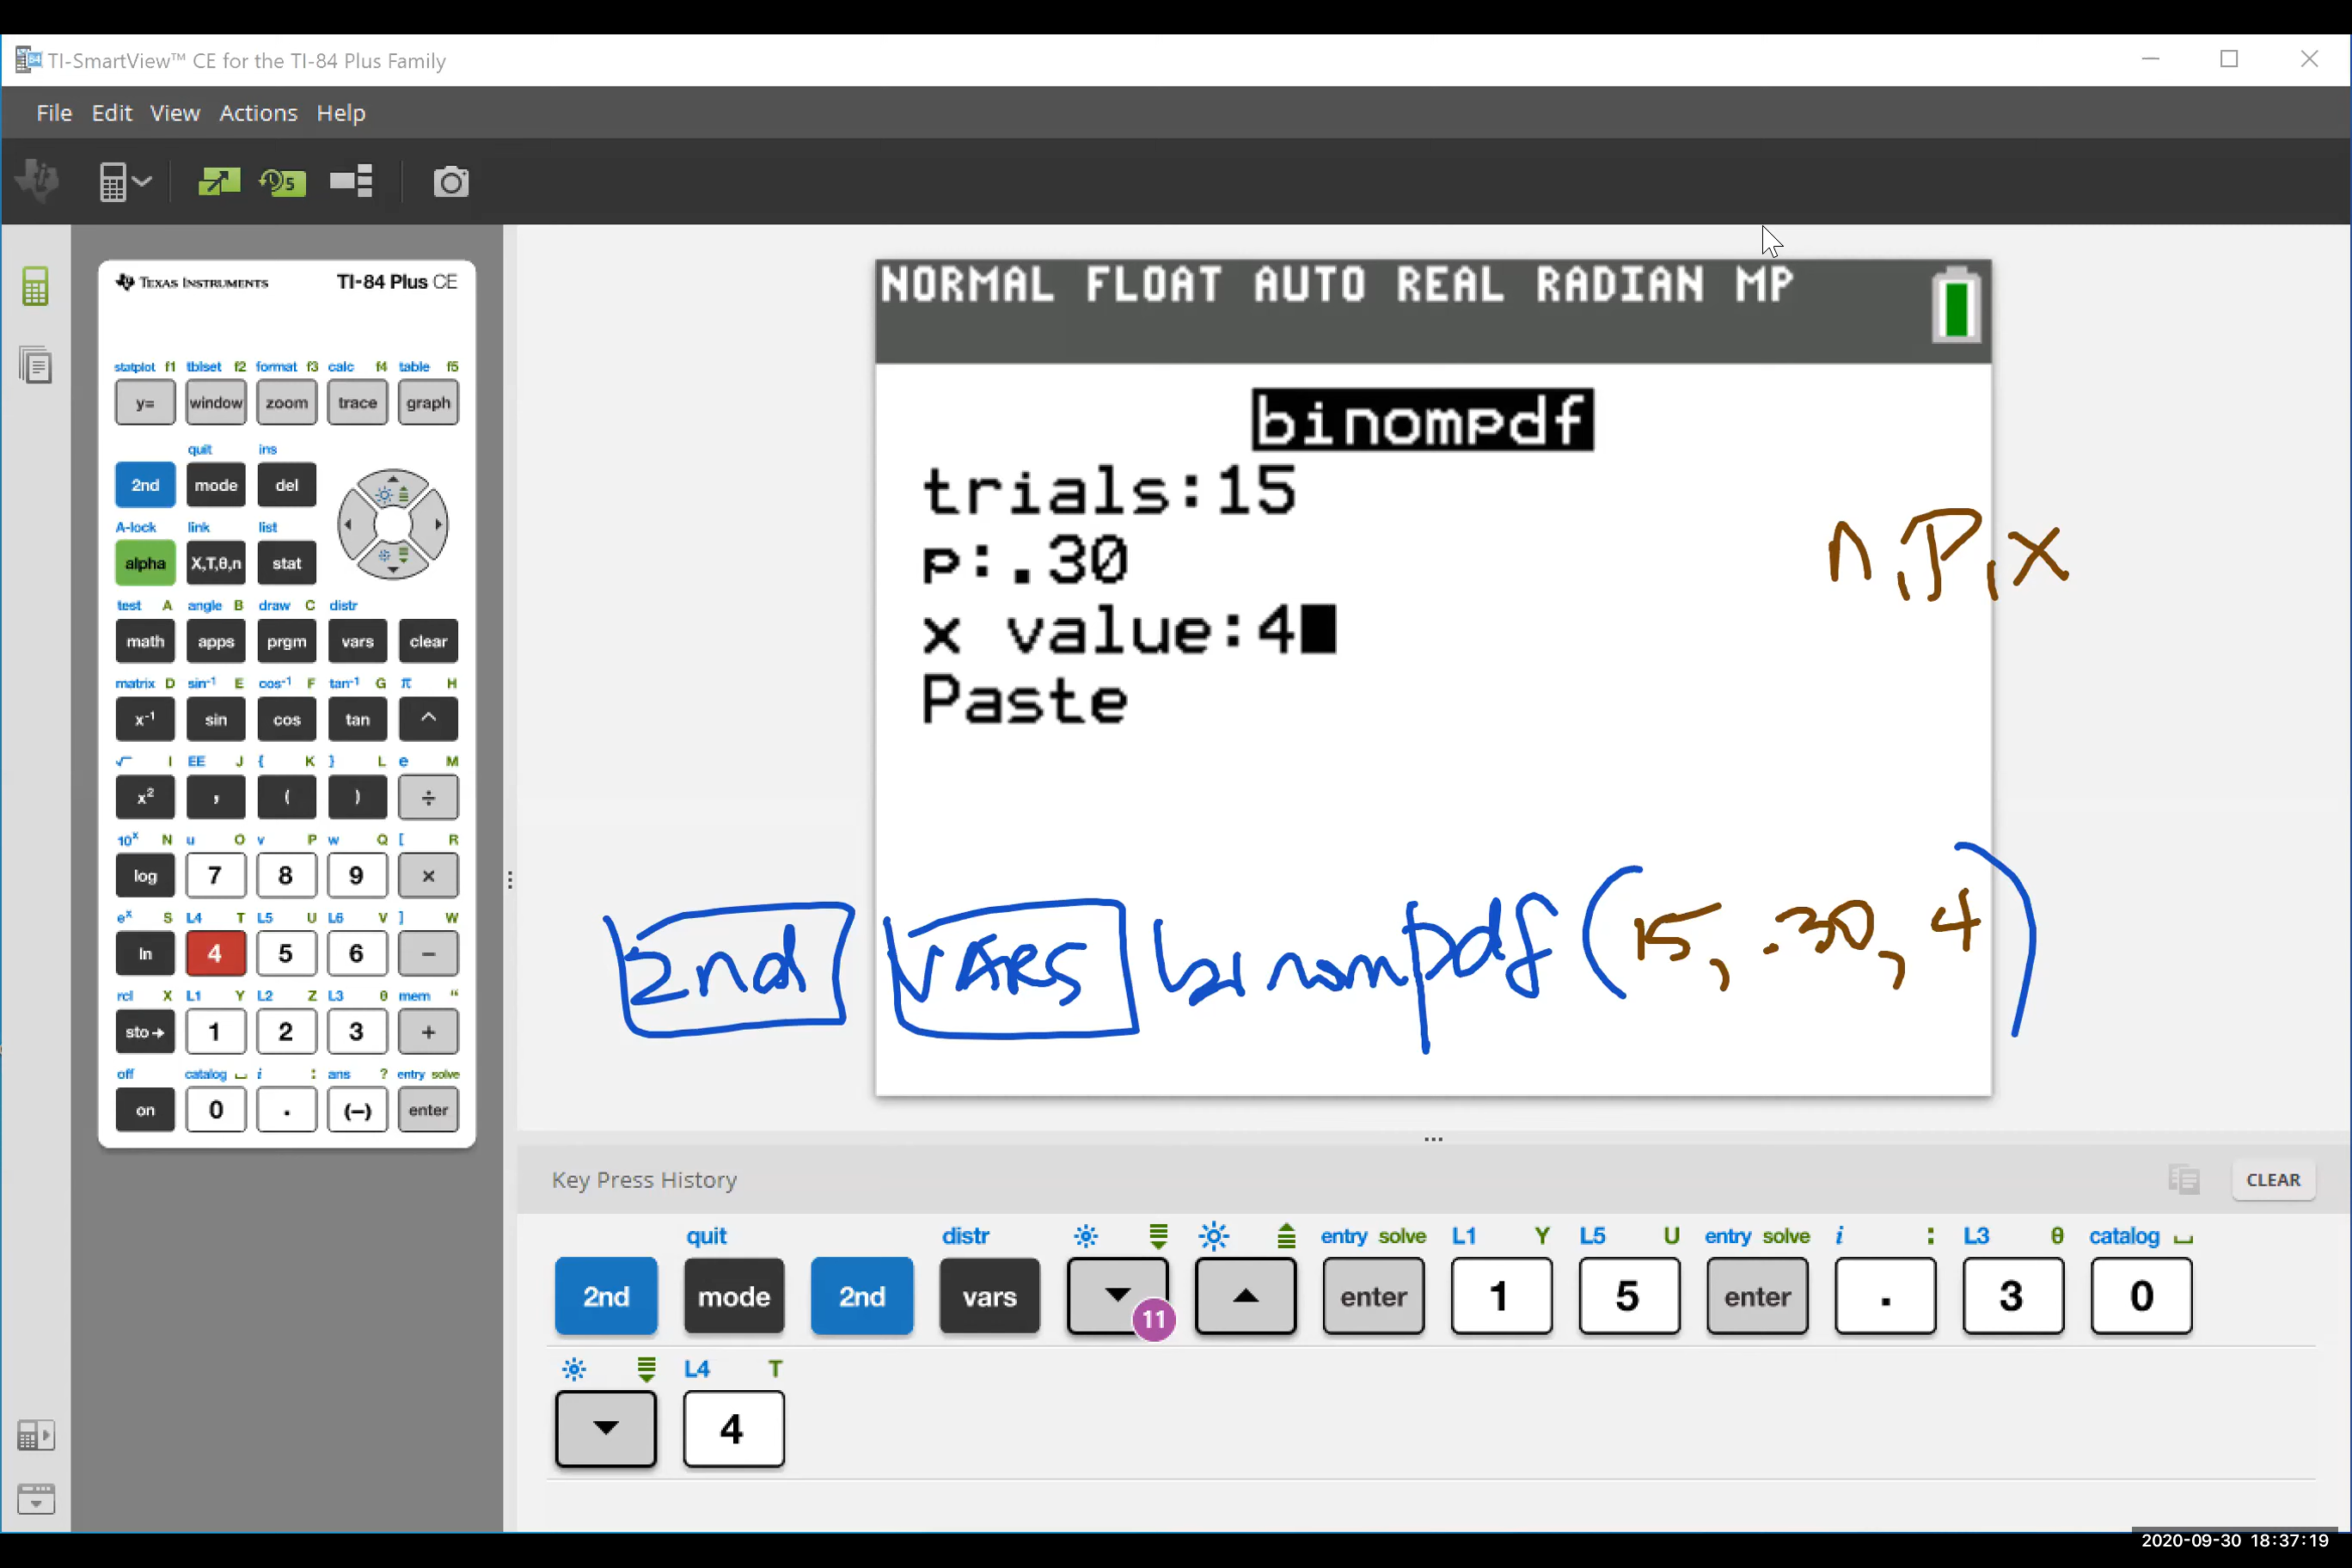 TI-SmartView™ CE for the TI-84 Plus Family
File Edit View Actions Help
5
TEXAS INSTRUMENTS TI-84 Plus CE
statplot f1 tblset f2 format f3 calc f4 table f5
y= window zoom trace graph
quit ins
2nd mode del
A-lock link list
alpha X,T,θ,n stat
test A angle B draw C distr
math apps prgm vars clear
matrix D sin⁻¹ E cos⁻¹ F tan⁻¹ G π H
x⁻¹ sin cos tan ^
√ I EE J { K } L e M
x² , ( ) ÷
10ˣ N u O v P w Q [ R
log 7 8 9 ×
eˣ S L4 T L5 U L6 V ] W
ln 4 5 6 −
rcl X L1 Y L2 Z L3 θ mem "
sto→ 1 2 3 +
off catalog ⎵ i : ans ? entry solve
on 0 . (−) enter
NORMAL FLOAT AUTO REAL RADIAN MP
binompdf
trials:15
p:.30
x value:4
Paste
n,P,x
2nd VARS binompdf(15, .30, 4)
Key Press History CLEAR
quit distr entry solve L1 Y L5 U entry solve i : L3 θ catalog ⎵
2nd mode 2nd vars 11 enter 1 5 enter . 3 0
L4 T
4
2020-09-30 18:37:19